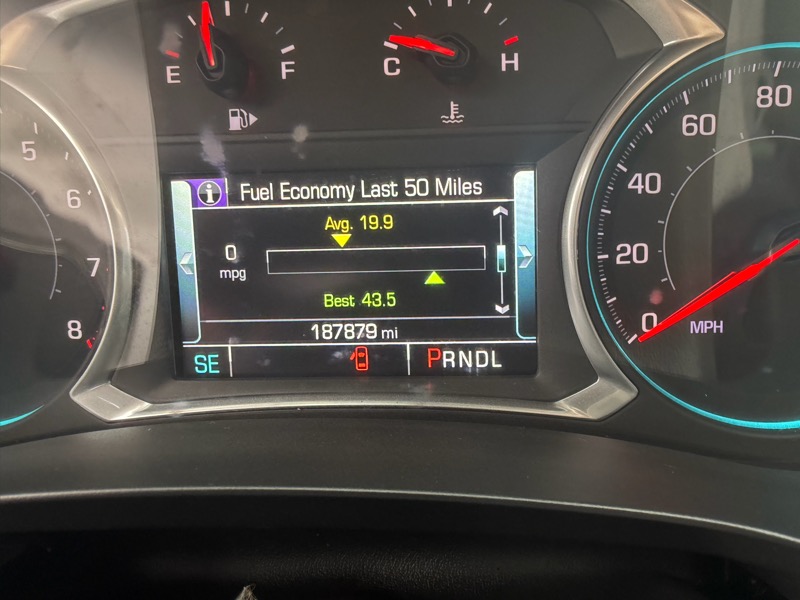 E F
C H
5
6
7
8
Fuel Economy Last 50 Miles
Avg. 19.9
0
mpg
Best 43.5
187879 mi
SE
PRNDL
80
60
40
20
0
MPH